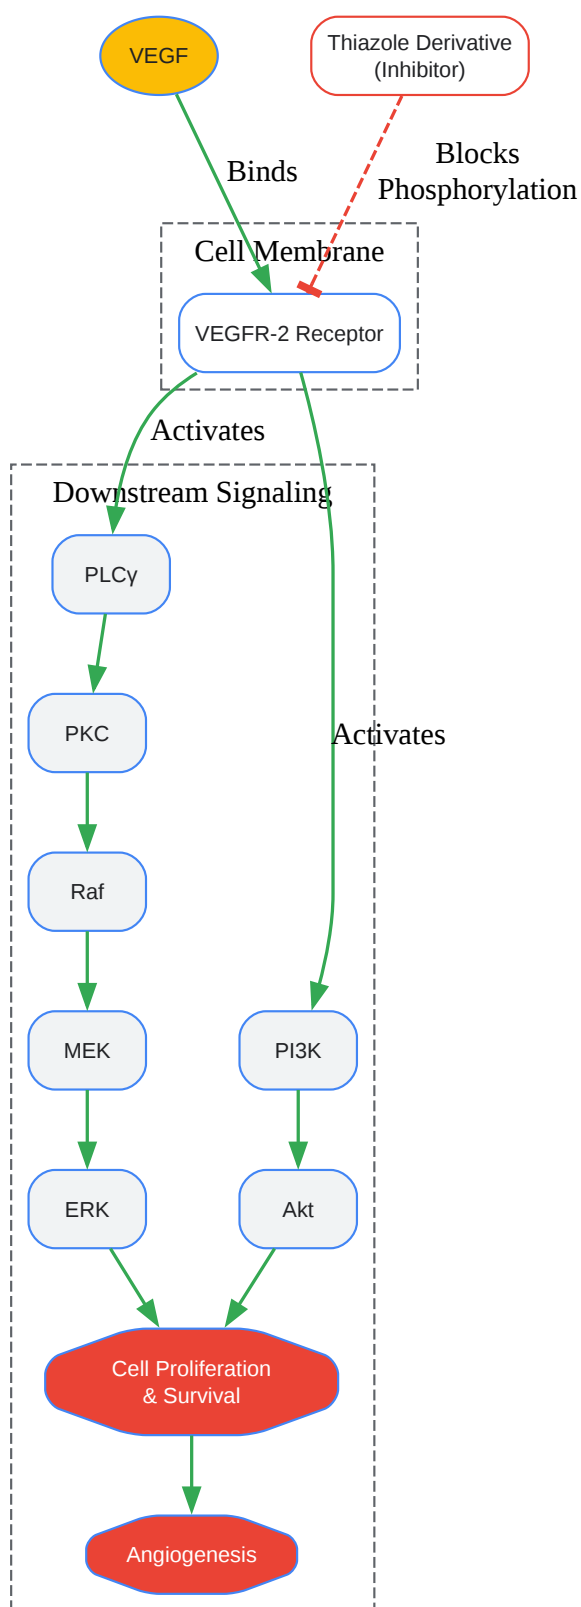 VEGF
Thiazole Derivative
(Inhibitor)
Binds
Blocks
Phosphorylation
Cell Membrane
VEGFR-2 Receptor
Activates
Downstream Signaling
PLCγ
PKC
Activates
Raf
MEK
PI3K
ERK
Akt
Cell Proliferation
& Survival
Angiogenesis